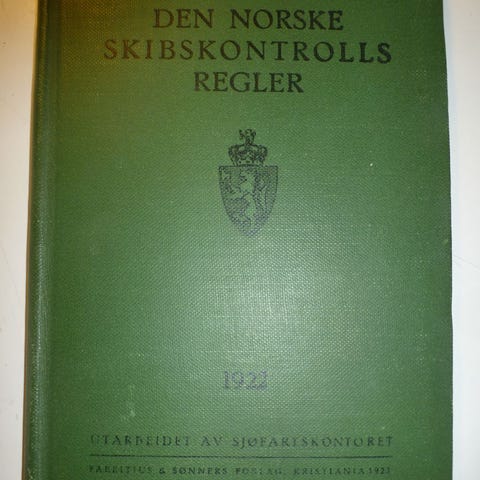 DEN NORSKE
SKIBSKONTROLLS
REGLER
1922
UTARBEIDET AV SJØFARTSKONTORET
FABRITIUS & SØNNERS FORLAG, KRISTIANIA 1921